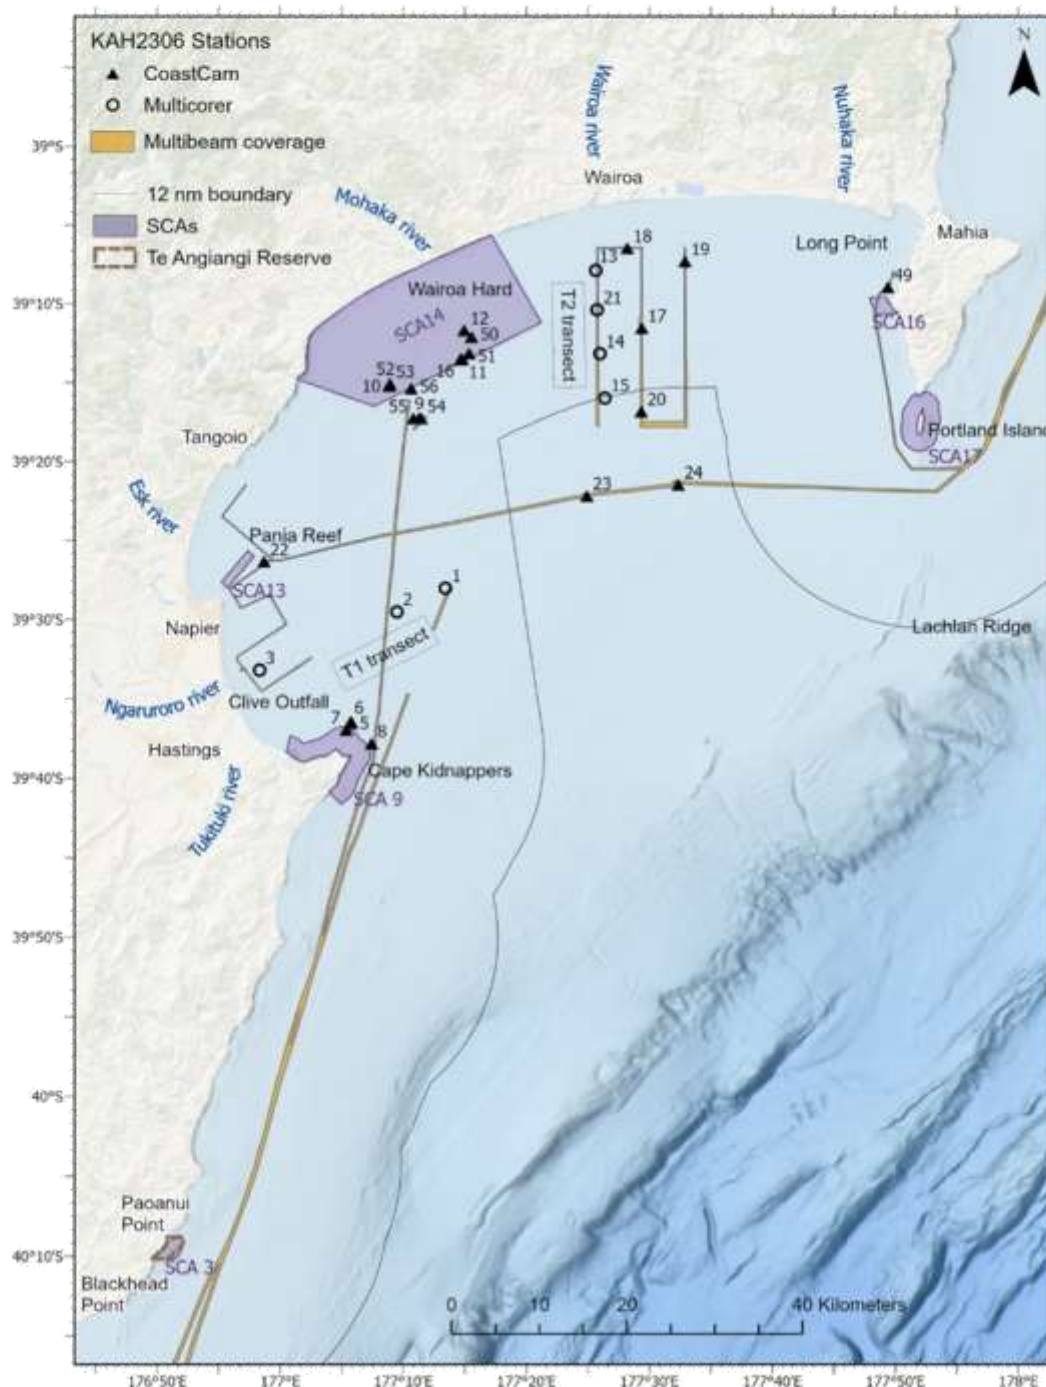 KAH2306 Stations
CoastCam
Multicorer
Multibeam coverage
12 nm boundary
SCAs
Te Angiangi Reserve
N
Wairoa river
Nuhaka river
Wairoa
Mohaka river
Long Point
Mahia
39°S
39°10'S
39°20'S
39°30'S
39°40'S
39°50'S
40°S
40°10'S
18
19
13
49
Wairoa Hard
SCA14
12
50
21
17
SCA16
51
14
T2 transect
16
11
52
53
10
56
15
20
55
9
54
Portland Island
SCA17
Tangoio
24
23
Esk river
Pania Reef
22
SCA13
1
2
Napier
T1 transect
Lachlan Ridge
3
Ngaruroro river
Clive Outfall
6
7
5
8
Hastings
Cape Kidnappers
SCA 9
Tukituki river
Paoanui
Point
SCA 3
Blackhead
Point
0
10
20
40 Kilometers
176°50'E
177°E
177°10'E
177°20'E
177°30'E
177°40'E
177°50'E
178°E